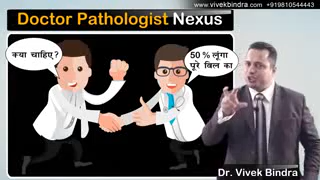 www.vivekbindra.com +919810544443
Doctor Pathologist Nexus
क्या चाहिए?
50 % लूंगा
पूरे बिल का
Dr. Vivek Bindra